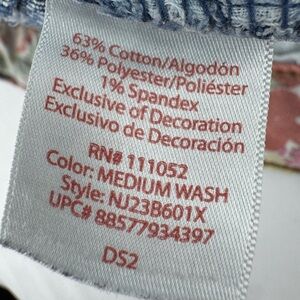 63% Cotton/Algodón
36% Polyester/Poliéster
1% Spandex
Exclusive of Decoration
Exclusivo de Decoración
RN# 111052
Color: MEDIUM WASH
Style: NJ23B601X
UPC# 88577934397
DS2